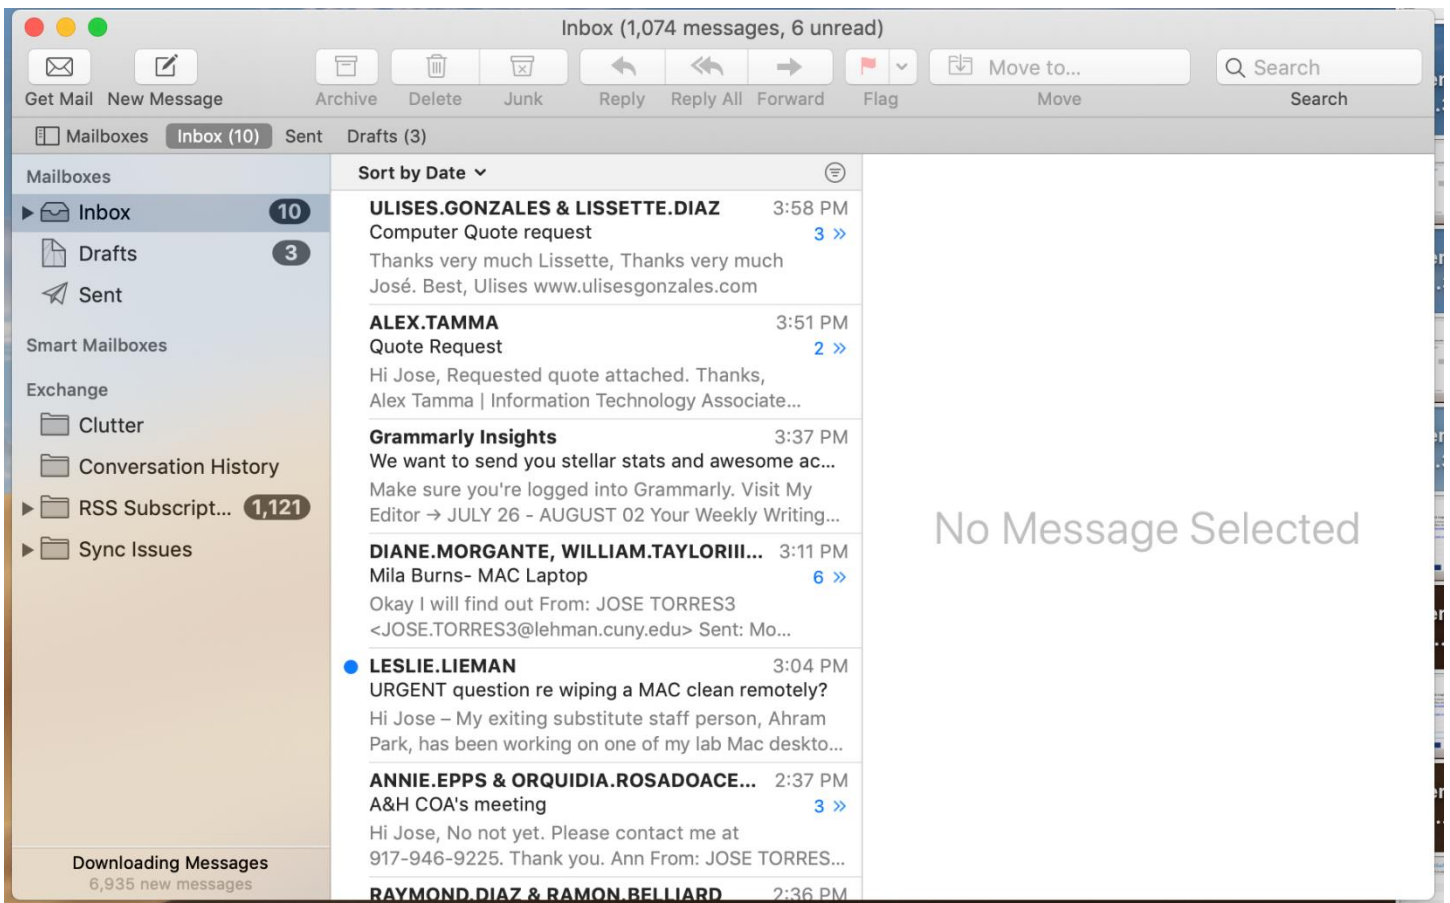 Inbox (1,074 messages, 6 unread)
Get Mail
New Message
Archive
Delete
Junk
Reply
Reply All
Forward
Flag
Move to...
Move
Search
Search
Mailboxes
Inbox (10)
Sent
Drafts (3)
Mailboxes
Inbox 10
Drafts 3
Sent
Smart Mailboxes
Exchange
Clutter
Conversation History
RSS Subscript... 1,121
Sync Issues
Downloading Messages
6,935 new messages
Sort by Date
ULISES.GONZALES & LISSETTE.DIAZ 3:58 PM
Computer Quote request 3 »
Thanks very much Lissette, Thanks very much
José. Best, Ulises www.ulisesgonzales.com
ALEX.TAMMA 3:51 PM
Quote Request 2 »
Hi Jose, Requested quote attached. Thanks,
Alex Tamma | Information Technology Associate...
Grammarly Insights 3:37 PM
We want to send you stellar stats and awesome ac...
Make sure you're logged into Grammarly. Visit My
Editor → JULY 26 - AUGUST 02 Your Weekly Writing...
DIANE.MORGANTE, WILLIAM.TAYLORIII... 3:11 PM
Mila Burns- MAC Laptop 6 »
Okay I will find out From: JOSE TORRES3
<JOSE.TORRES3@lehman.cuny.edu> Sent: Mo...
LESLIE.LIEMAN 3:04 PM
URGENT question re wiping a MAC clean remotely?
Hi Jose – My exiting substitute staff person, Ahram
Park, has been working on one of my lab Mac deskto...
ANNIE.EPPS & ORQUIDIA.ROSADOACE... 2:37 PM
A&H COA's meeting 3 »
Hi Jose, No not yet. Please contact me at
917-946-9225. Thank you. Ann From: JOSE TORRES...
RAYMOND.DIAZ & RAMON.BELLIARD 2:36 PM
No Message Selected